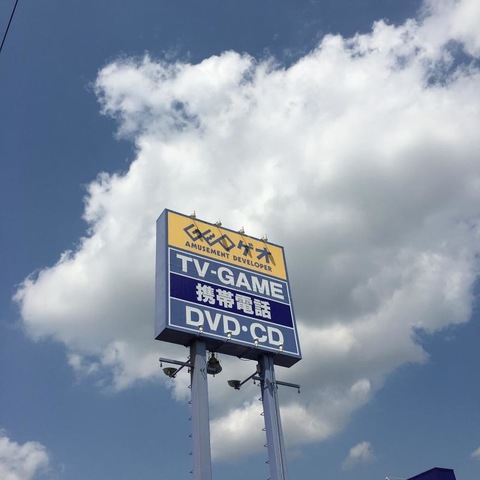 GEO ゲオ
AMUSEMENT DEVELOPER
TV-GAME
携帯電話
DVD・CD